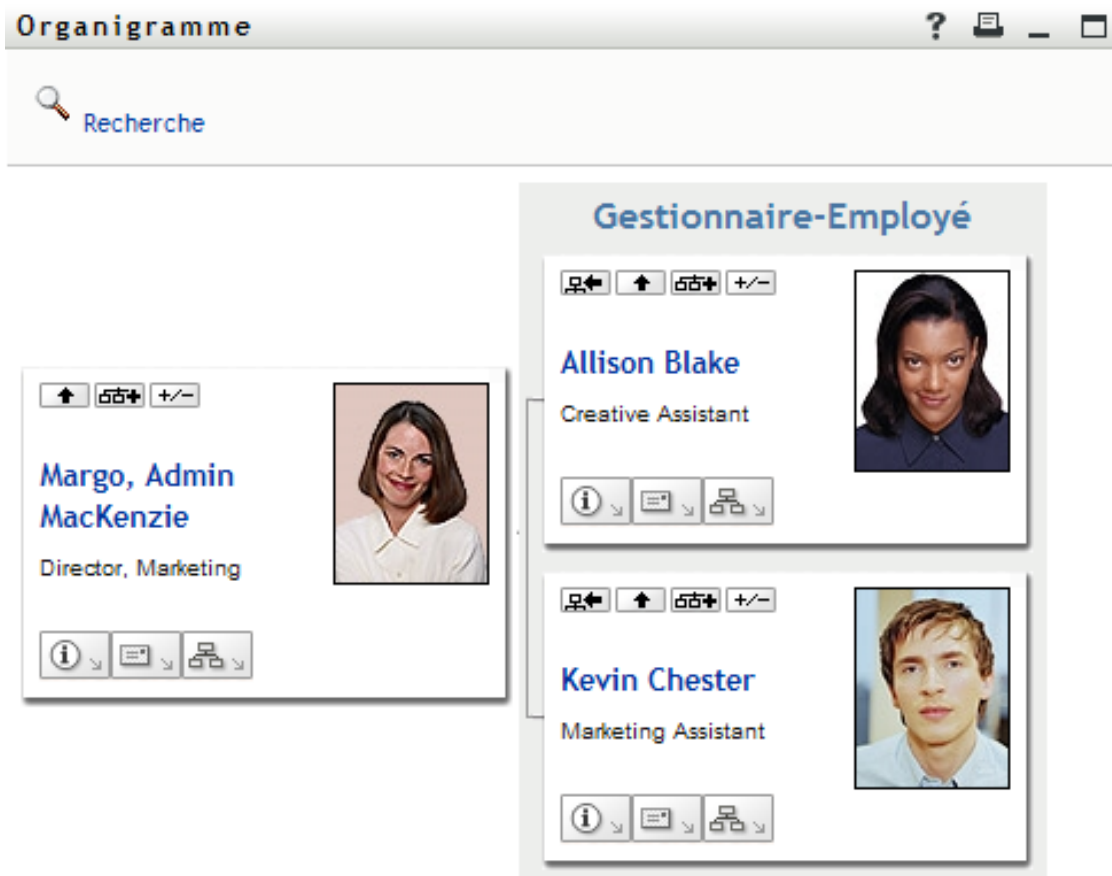 Organigramme
Recherche
Gestionnaire-Employé
Margo, Admin
MacKenzie
Director, Marketing
Allison Blake
Creative Assistant
Kevin Chester
Marketing Assistant